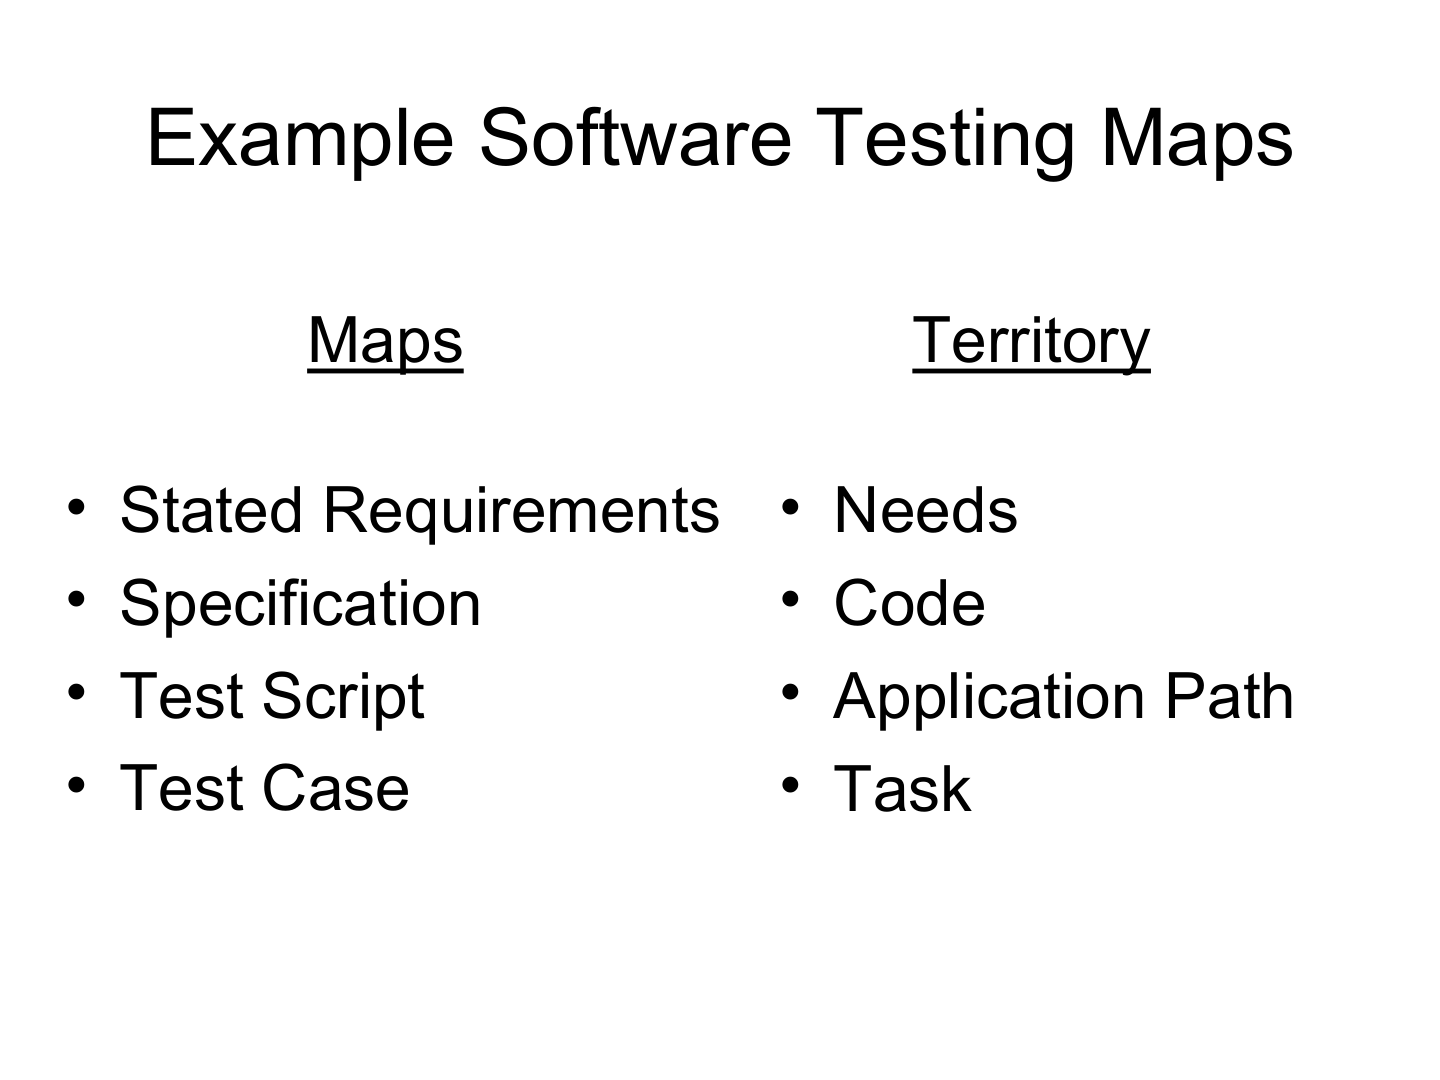 Example Software Testing Maps
Maps
• Stated Requirements
• Specification
• Test Script
• Test Case
Territory
• Needs
• Code
• Application Path
• Task